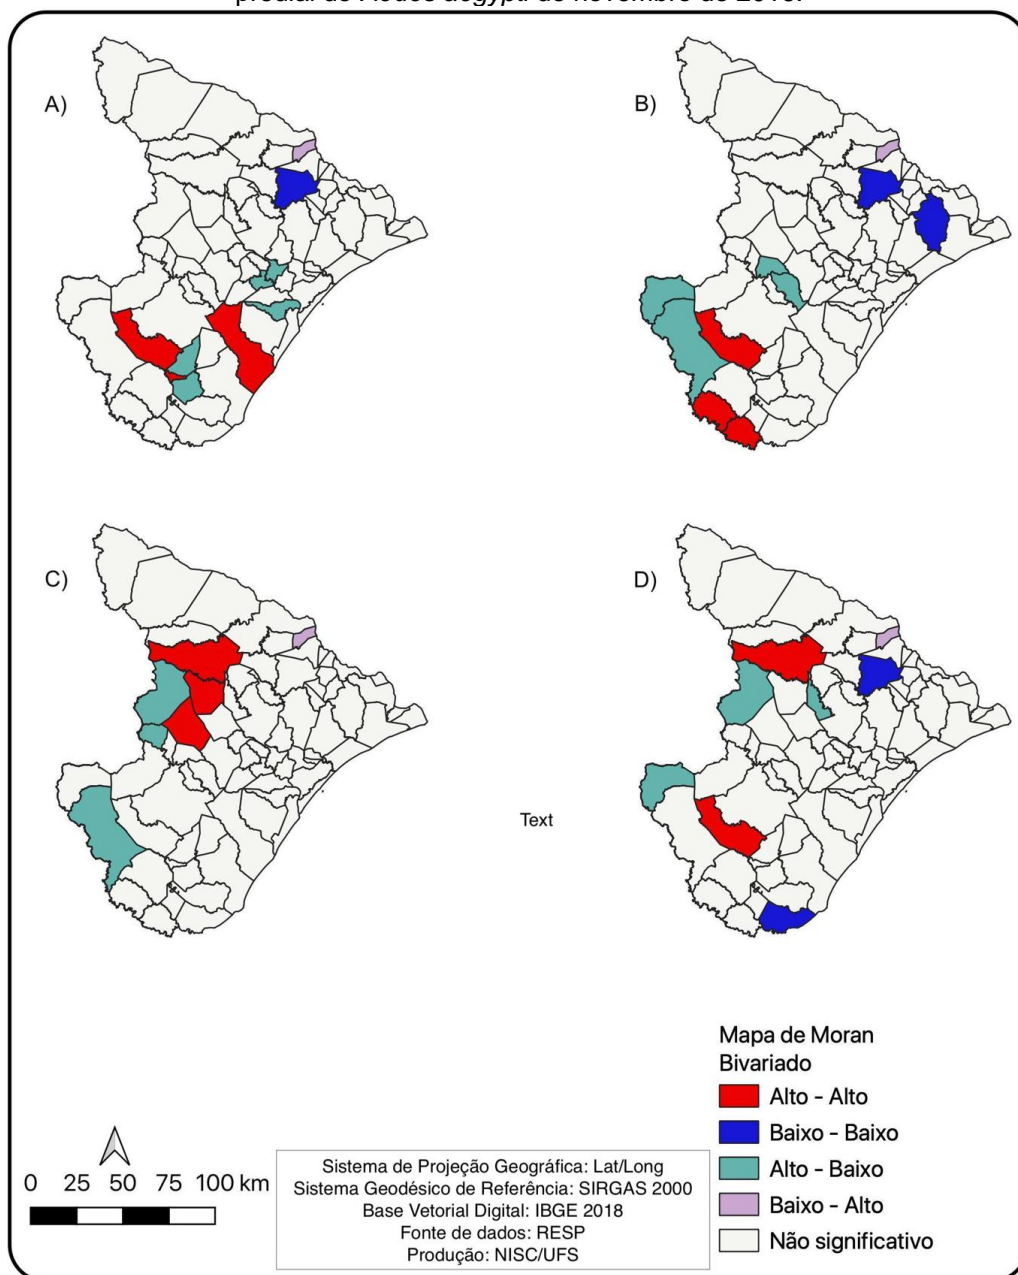 predial de Aedes aegypti de novembro de
A)
B)
C)
D)
Text
Mapa de Moran
Bivariado
Alto - Alto
Baixo - Baixo
Alto - Baixo
Baixo - Alto
Não significativo
0 25 50 75 100 km
Sistema de Projeção Geográfica: Lat/Long
Sistema Geodésico de Referência: SIRGAS 2000
Base Vetorial Digital: IBGE 2018
Fonte de dados: RESP
Produção: NISC/UFS